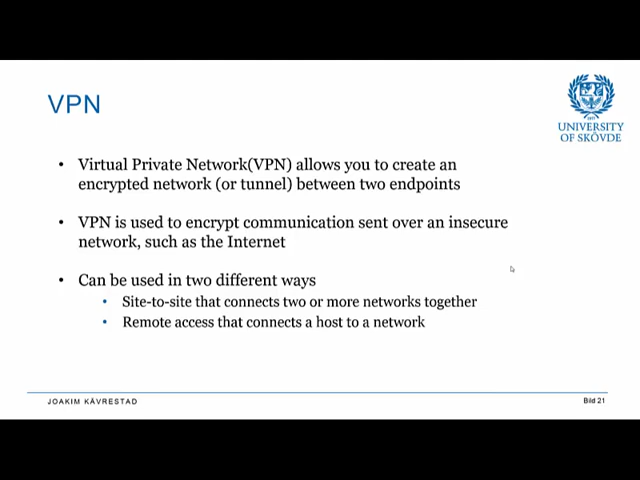 VPN
UNIVERSITY
OF SKÖVDE
• Virtual Private Network(VPN) allows you to create an
encrypted network (or tunnel) between two endpoints
• VPN is used to encrypt communication sent over an insecure
network, such as the Internet
• Can be used in two different ways
• Site-to-site that connects two or more networks together
• Remote access that connects a host to a network
JOAKIM KÄVRESTAD
Bild 21